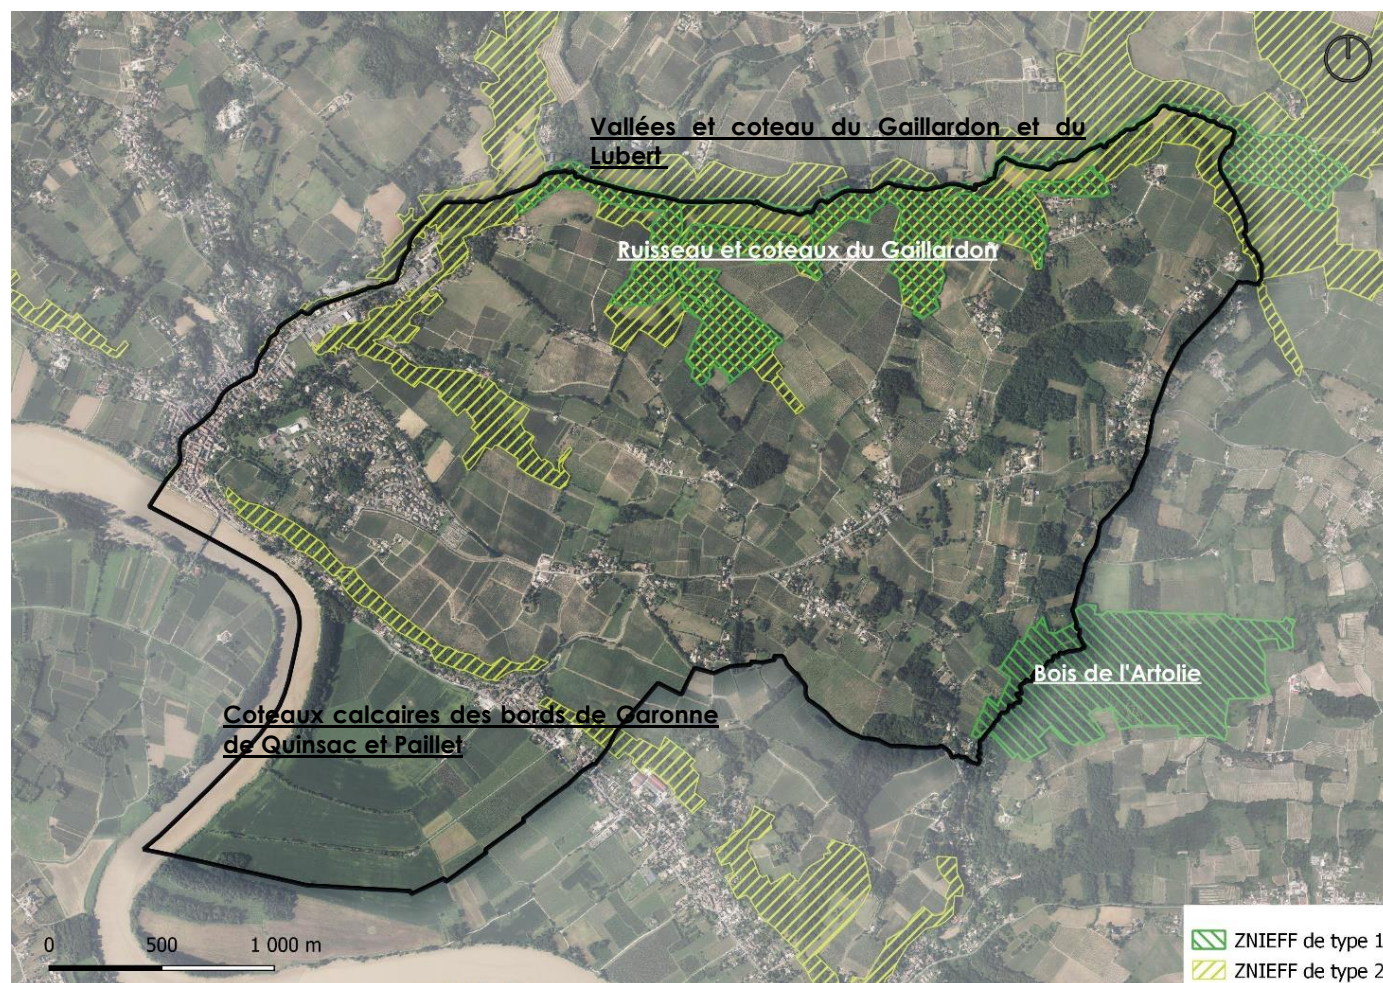 Vallées et coteau du Gaillardon et du
Lubert
Ruisseau et coteaux du Gaillardon
Bois de l'Artolie
Coteaux calcaires des bords de Garonne
de Quinsac et Paillet
0 500 1 000 m
ZNIEFF de type 1
ZNIEFF de type 2